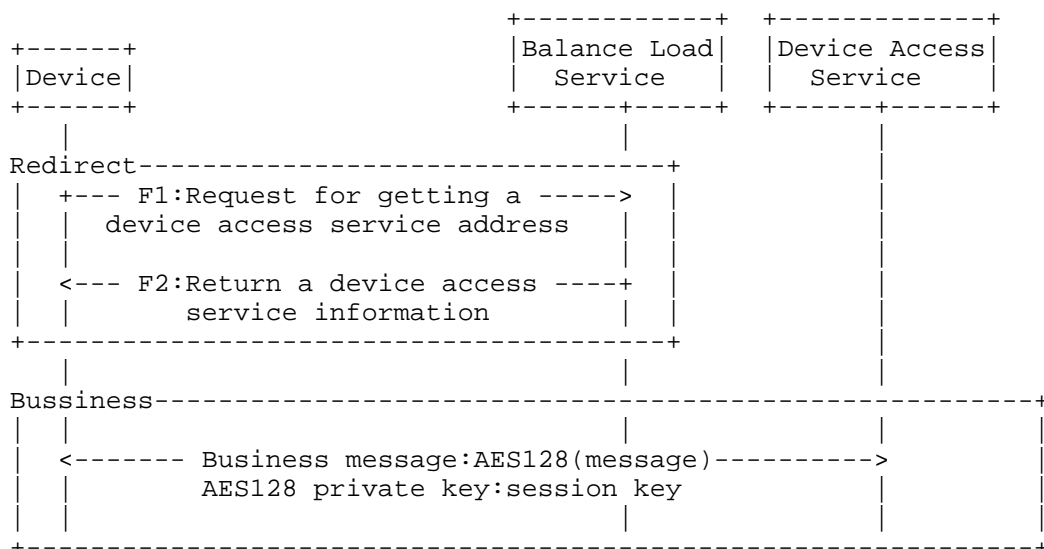 Balance Load Service
Device Access Service
Device
Redirect
F1:Request for getting a
device access service address
F2:Return a device access
service information
Bussiness
Business message:AES128(message)
AES128 private key:session key